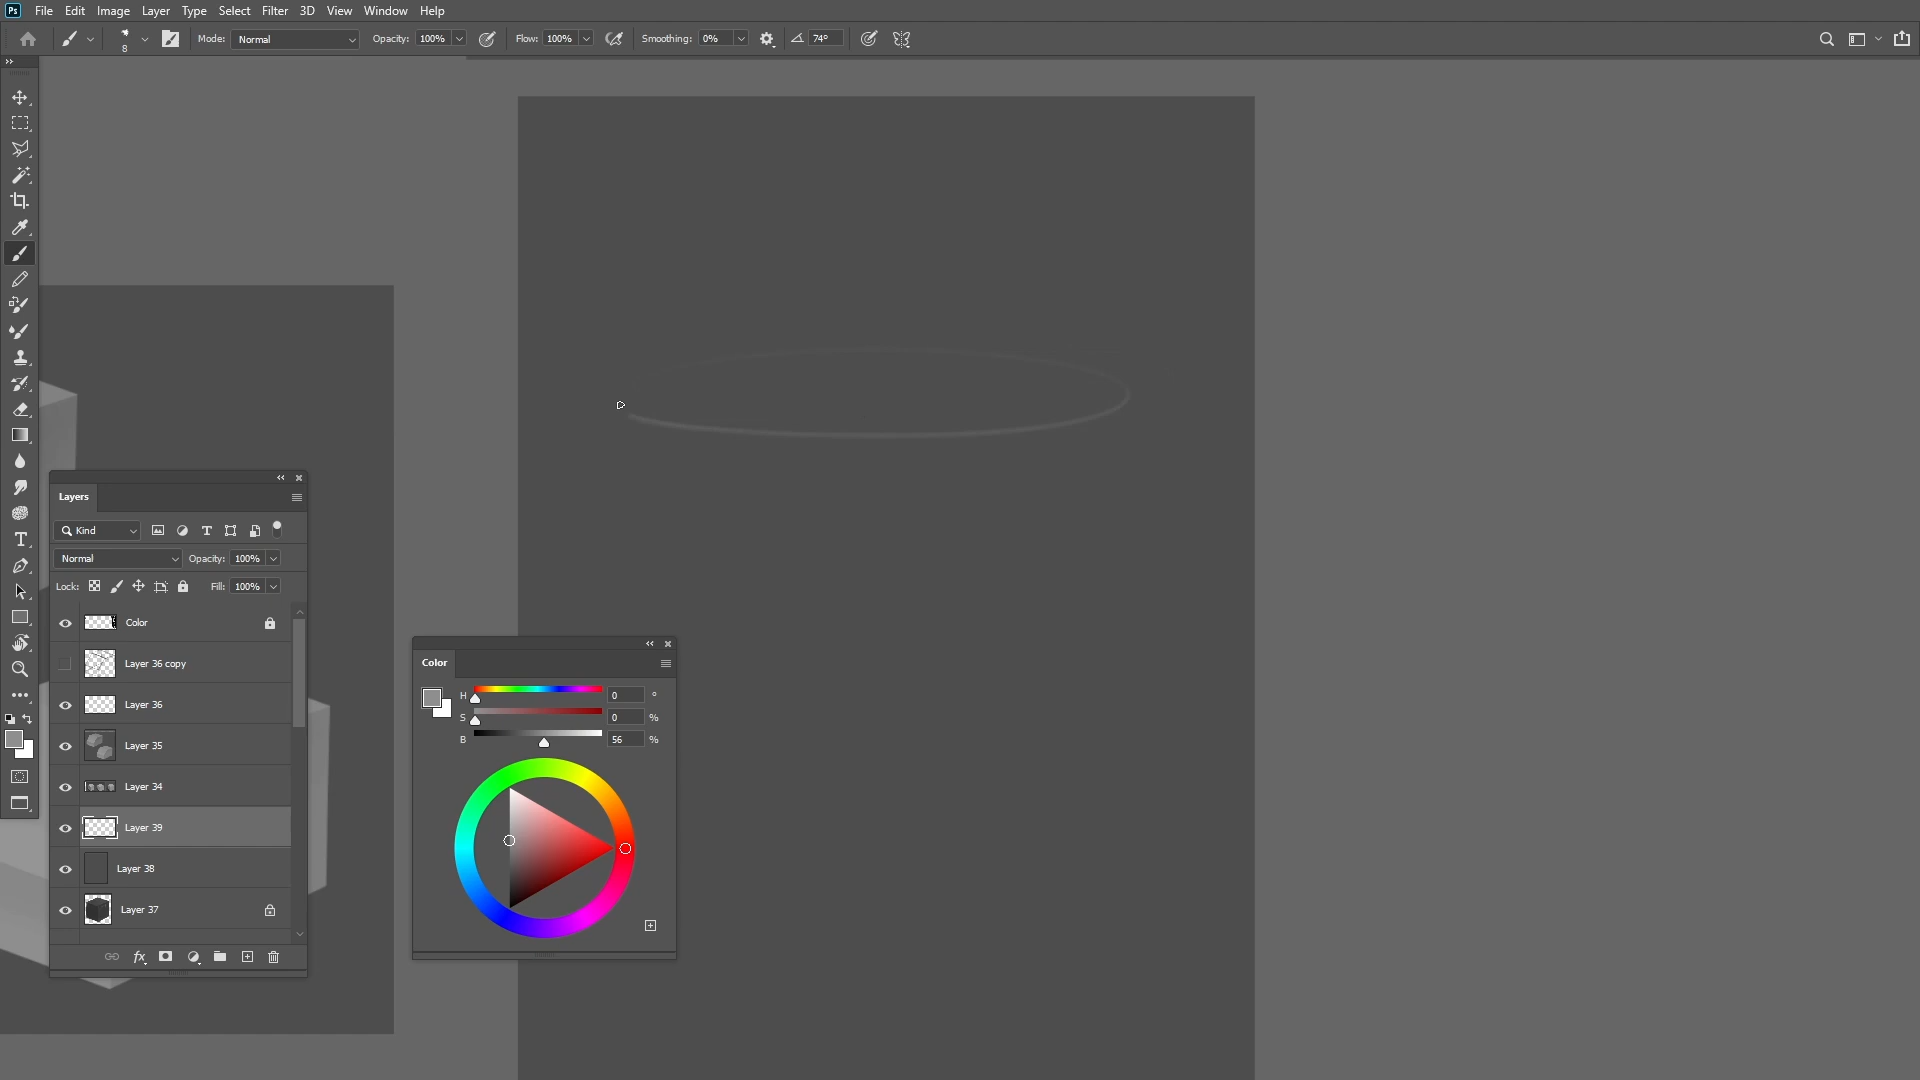 Ps File Edit Image Layer Type Select Filter 3D View Window Help
8 Mode: Normal Opacity: 100% Flow: 100% Smoothing: 0% 74°
Layers
Kind
Normal Opacity: 100%
Lock: Fill: 100%
Color
Layer 36 copy
Layer 36
Layer 35
Layer 34
Layer 39
Layer 38
Layer 37
fx
Color
H 0 °
S 0 %
B 56 %